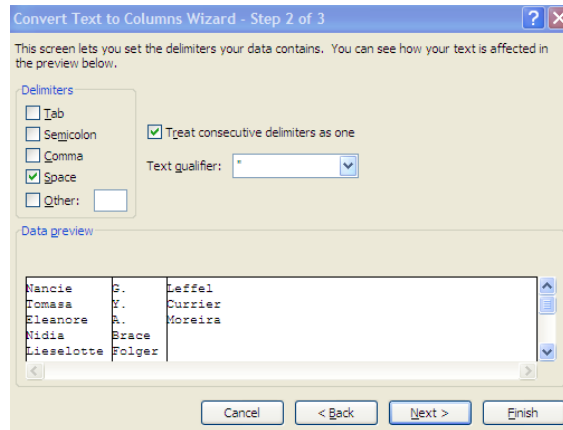 Convert Text to Columns Wizard - Step 2 of 3
This screen lets you set the delimiters your data contains. You can see how your text is affected in
the preview below.
Delimiters
Tab
Semicolon
Comma
Space
Other:
Treat consecutive delimiters as one
Text qualifier: "
Data preview
Nancie G. Leffel
Tomasa Y. Currier
Eleanore A. Moreira
Nidia Brace
Lieselotte Folger
Cancel < Back Next > Finish